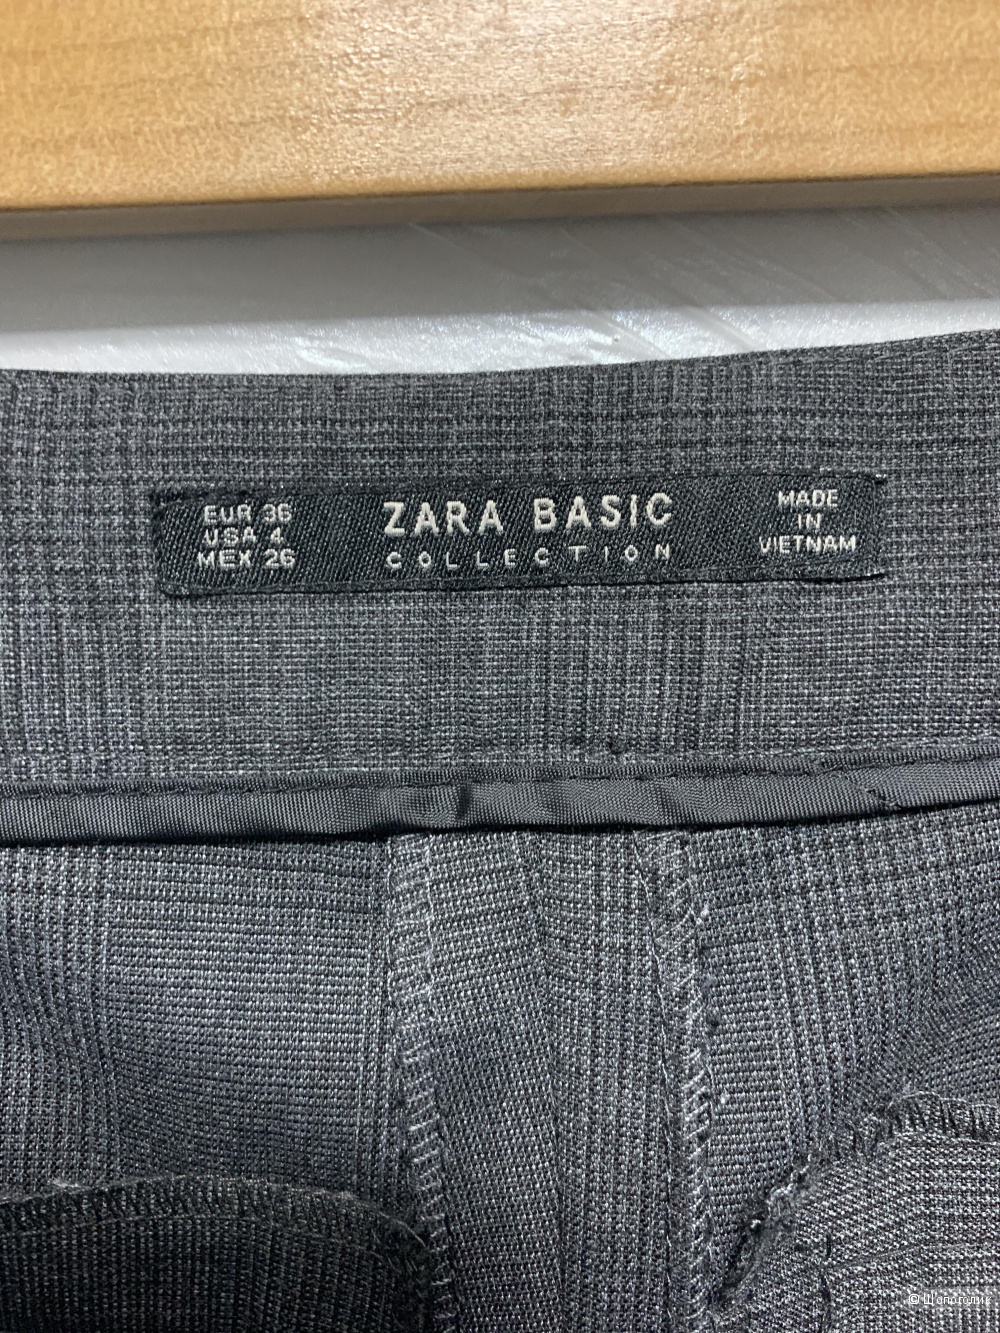 EUR 36
USA 4
MEX 26
ZARA BASIC
COLLECTION
MADE
IN
VIETNAM
© Шопоголик